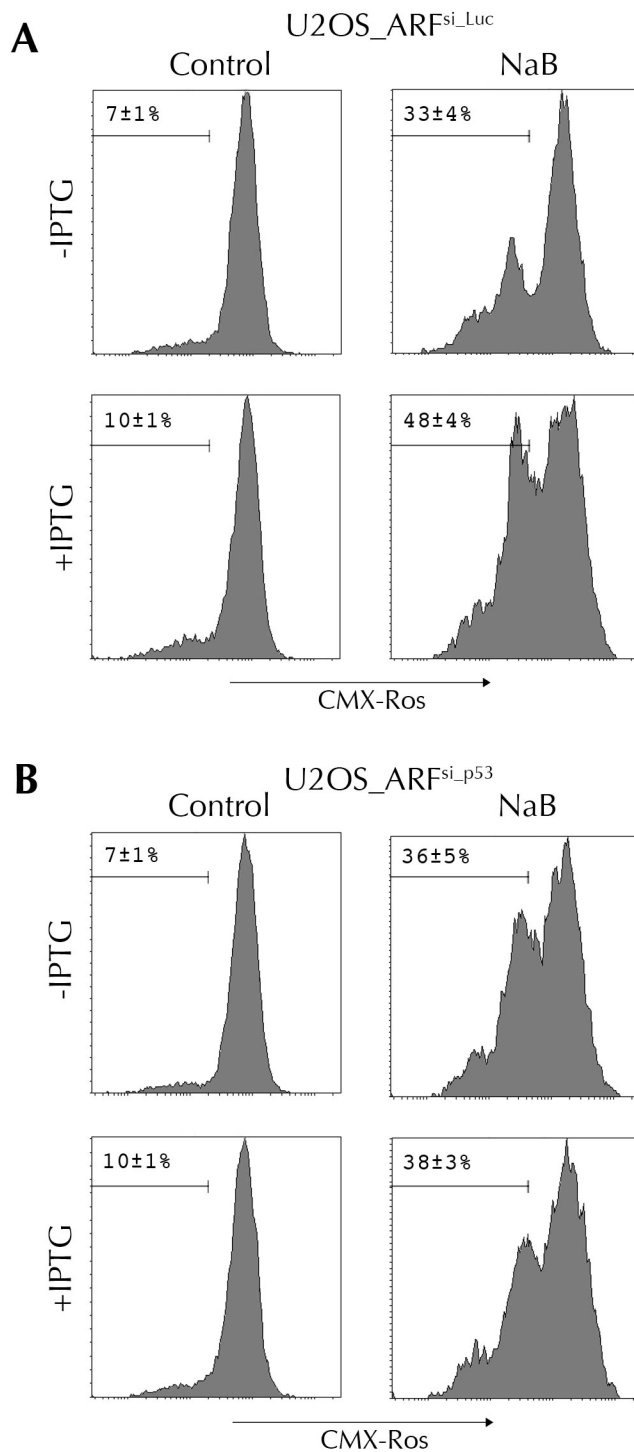 A
U2OS_ARFsi_Luc
Control NaB
-IPTG
7±1% 33±4%
+IPTG
10±1% 48±4%
CMX-Ros
B
U2OS_ARFsi_p53
Control NaB
-IPTG
7±1% 36±5%
+IPTG
10±1% 38±3%
CMX-Ros